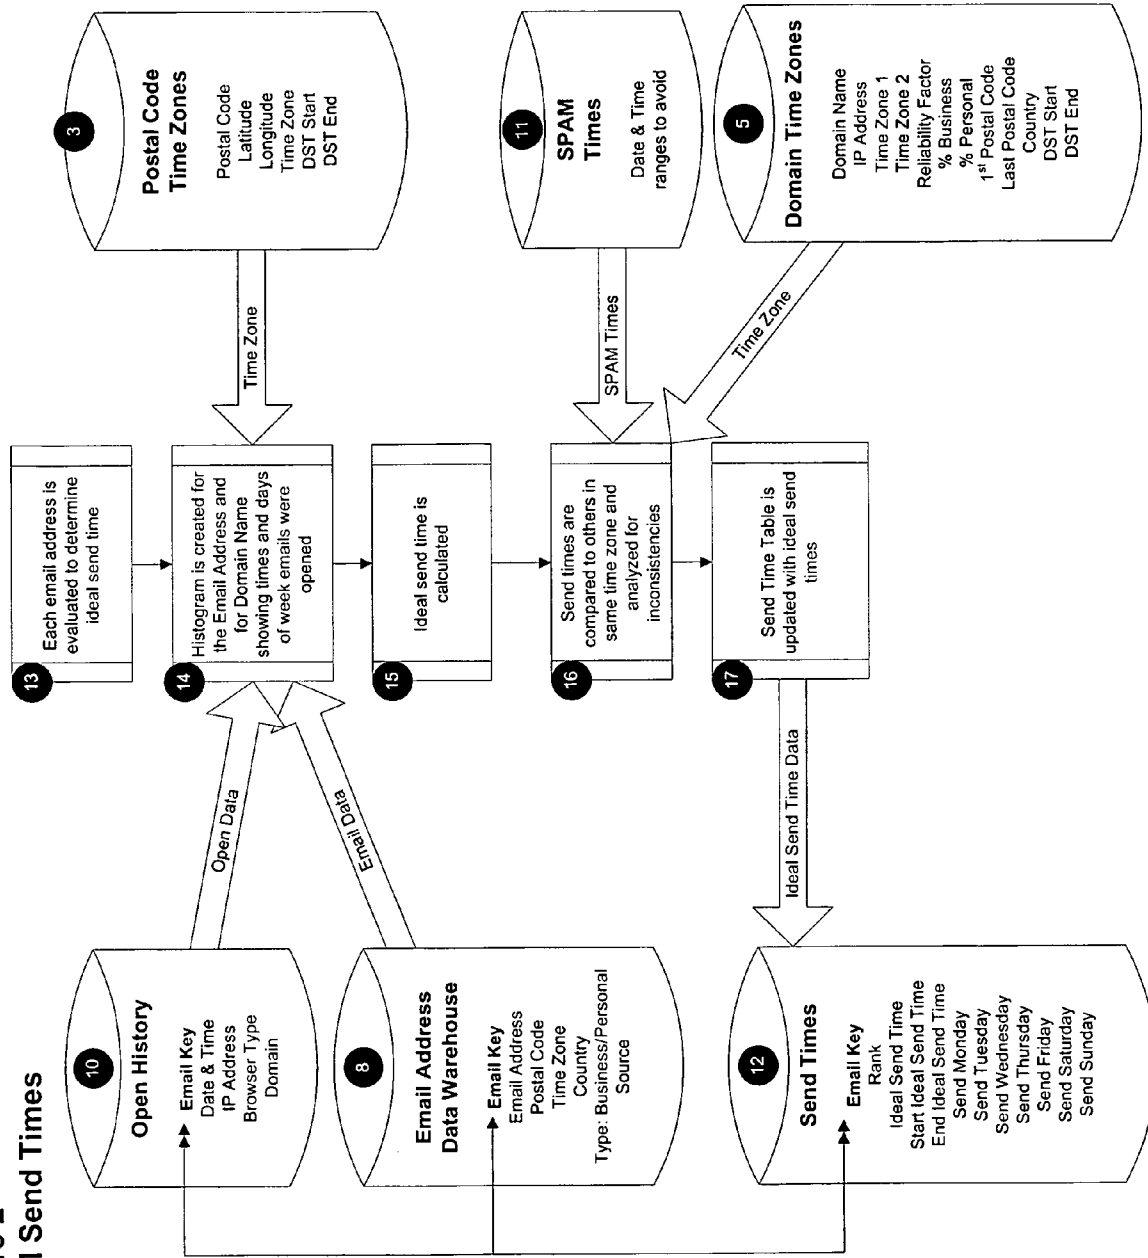 l Send Times
10
Open History
Email Key
Date & Time
IP Address
Browser Type
Domain
8
Email Address
Data Warehouse
Email Key
Email Address
Postal Code
Time Zone
Country
Type: Business/Personal
Source
12
Send Times
Email Key
Rank
Ideal Send Time
Start Ideal Send Time
End Ideal Send Time
Send Monday
Send Tuesday
Send Wednesday
Send Thursday
Send Friday
Send Saturday
Send Sunday
Open Data
Email Data
Ideal Send Time Data
13
Each email address is
evaluated to determine
ideal send time
14
Histogram is created for
the Email Address and
for Domain Name
showing times and days
of week emails were
opened
15
Ideal send time is
calculated
16
Send times are
compared to others in
same time zone and
analyzed for
inconsistencies
17
Send Time Table is
updated with ideal send
times
Time Zone
SPAM Times
Time Zone
3
Postal Code
Time Zones
Postal Code
Latitude
Longitude
Time Zone
DST Start
DST End
11
SPAM
Times
Date & Time
ranges to avoid
5
Domain Time Zones
Domain Name
IP Address
Time Zone 1
Time Zone 2
Reliability Factor
% Business
% Personal
1st Postal Code
Last Postal Code
Country
DST Start
DST End